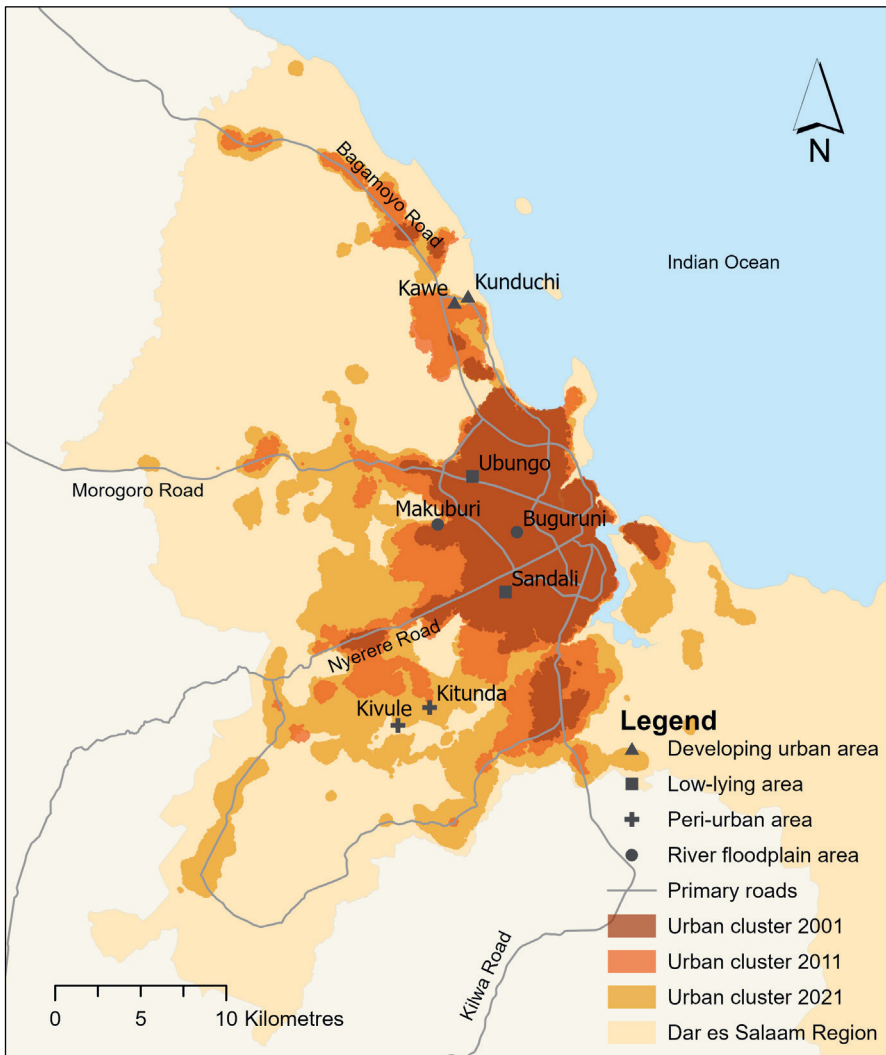 N
Bagamoyo Road
Indian Ocean
Kunduchi
Kawe
Ubungo
Morogoro Road
Makuburi
Buguruni
Sandali
Nyerere Road
Kitunda
Kivule
Legend
Developing urban area
Low-lying area
Peri-urban area
River floodplain area
Primary roads
Urban cluster 2001
Urban cluster 2011
Urban cluster 2021
Dar es Salaam Region
Kilwa Road
0 5 10 Kilometres